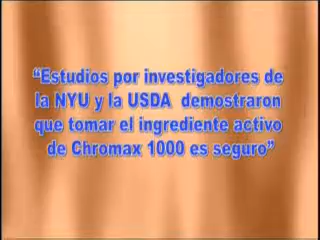 “Estudios por investigadores de
la NYU y la USDA demostraron
que tomar el ingrediente activo
de Chromax 1000 es seguro”